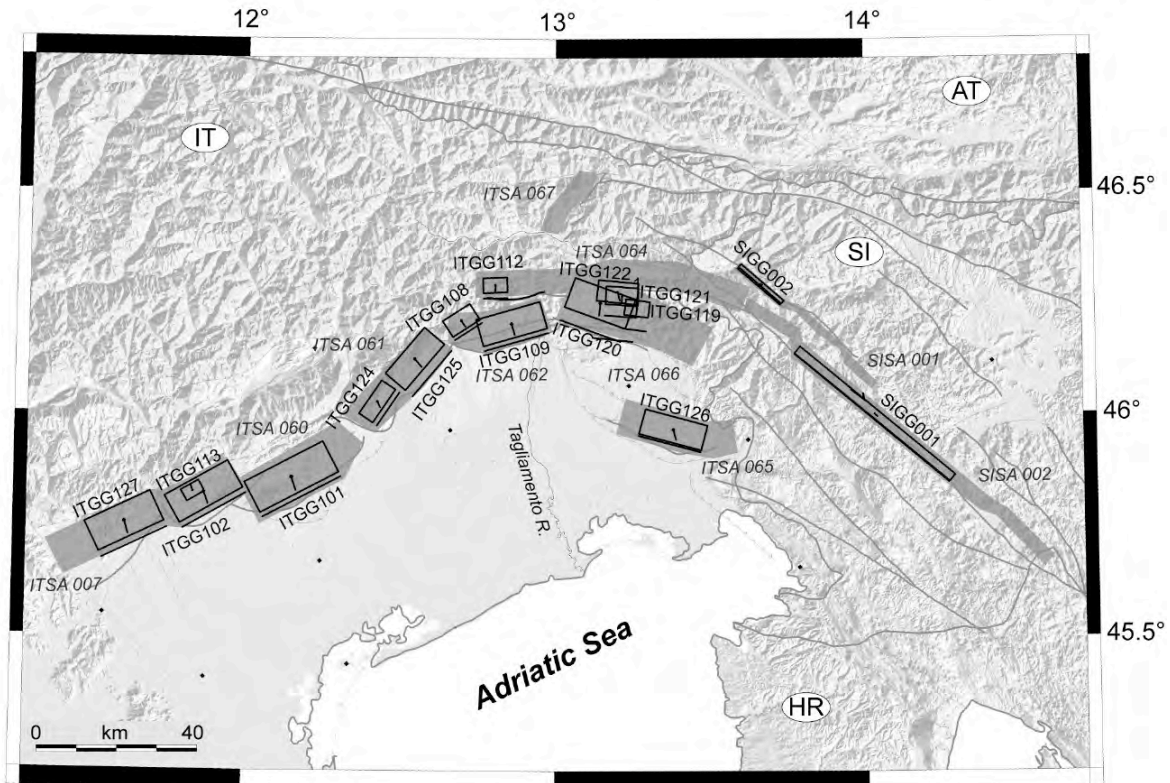 12°
13°
14°
AT
IT
46.5°
ITSA 067
SI
ITSA 064
SIGG002
ITGG112
ITGG122
ITGG121
ITGG119
ITGG108
ITSA 061
ITGG109
ITGG120
SISA 001
ITGG124
ITGG125
ITSA 062
ITSA 066
46°
ITGG126
SIGG001
ITSA 060
ITSA 065
SISA 002
ITGG113
ITGG127
ITGG101
Tagliamento R.
ITGG102
ITSA 007
45.5°
Adriatic Sea
HR
0 km 40